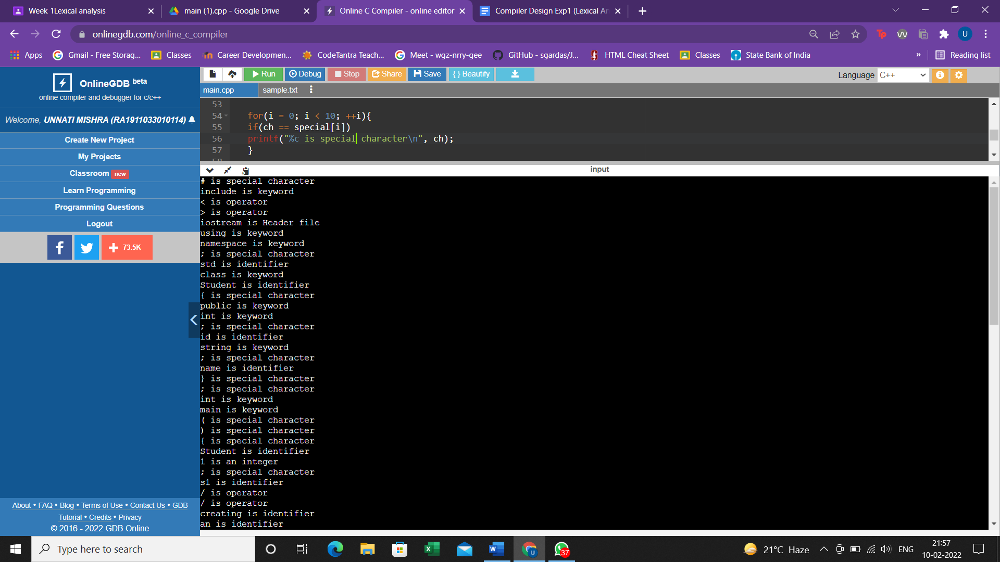 Week 1Lexical analysis
main (1).cpp - Google Drive
Online C Compiler - online editor
Compiler Design Exp1 (Lexical An
onlinegdb.com/online_c_compiler
Tp
U
Apps
Gmail - Free Storag...
Classes
Career Developmen...
CodeTantra Teach...
Meet - wgz-nrry-gee
GitHub - sgardas/J...
HTML Cheat Sheet
Classes
State Bank of India
»
Reading list
OnlineGDB beta
online compiler and debugger for c/c++
Welcome, UNNATI MISHRA (RA1911033010114)
Create New Project
My Projects
Classroom new
Learn Programming
Programming Questions
Logout
f
+ 73.5K
About • FAQ • Blog • Terms of Use • Contact Us • GDB
Tutorial • Credits • Privacy
© 2016 - 2022 GDB Online
Run
Debug
Stop
Share
Save
{ } Beautify
Language C++
main.cpp
sample.txt
53
54 for(i = 0; i < 10; ++i){
55 if(ch == special[i])
56 printf("%c is special character\n", ch);
57 }
input
# is special character
include is keyword
< is operator
> is operator
iostream is Header file
using is keyword
namespace is keyword
; is special character
std is identifier
class is keyword
Student is identifier
{ is special character
public is keyword
int is keyword
; is special character
id is identifier
string is keyword
; is special character
name is identifier
} is special character
; is special character
int is keyword
main is keyword
( is special character
) is special character
{ is special character
Student is identifier
1 is an integer
; is special character
s1 is identifier
/ is operator
/ is operator
creating is identifier
an is identifier
Type here to search
37
21°C Haze
ENG
21:57
10-02-2022